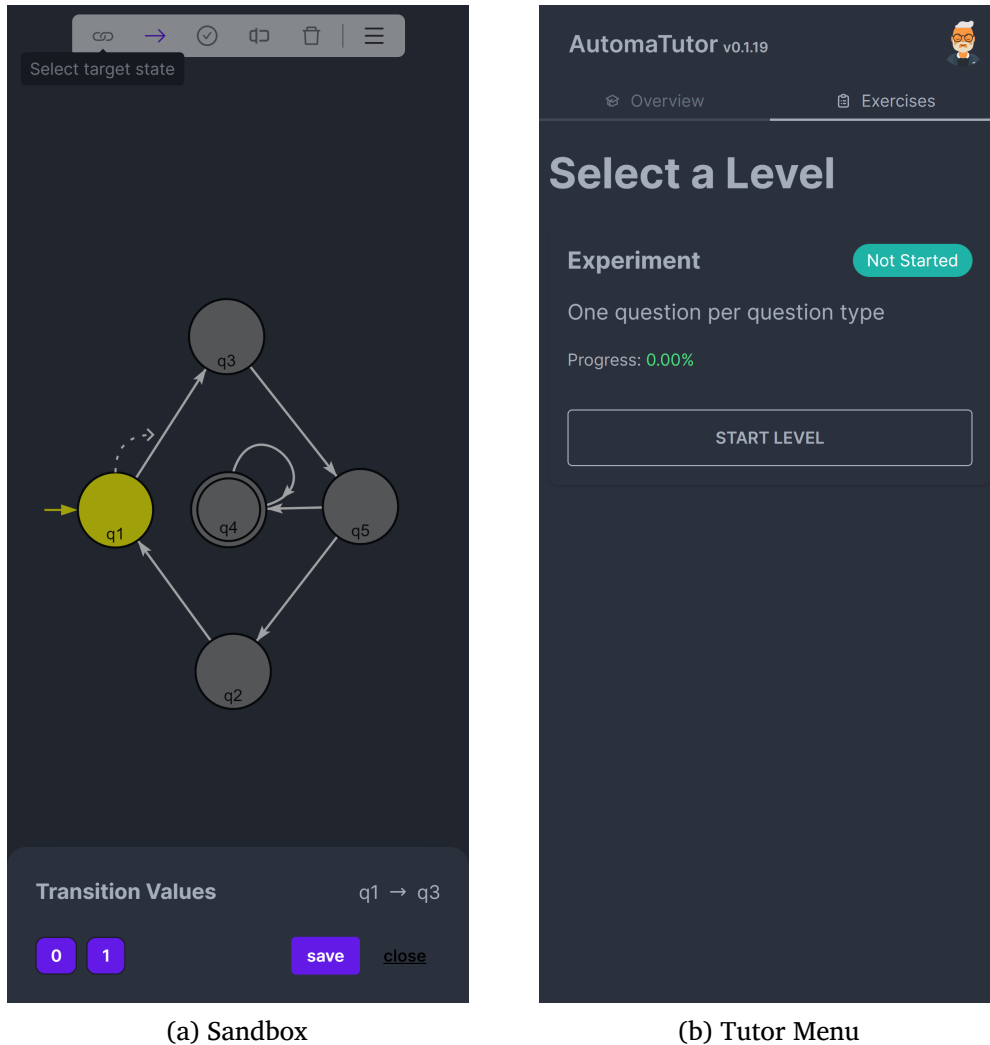 Select target state
q3
q1
q4
q5
q2
Transition Values
q1 → q3
0
1
save
close
(a) Sandbox
AutomaTutor v0.1.19
Overview
Exercises
Select a Level
Experiment
Not Started
One question per question type
Progress: 0.00%
START LEVEL
(b) Tutor Menu